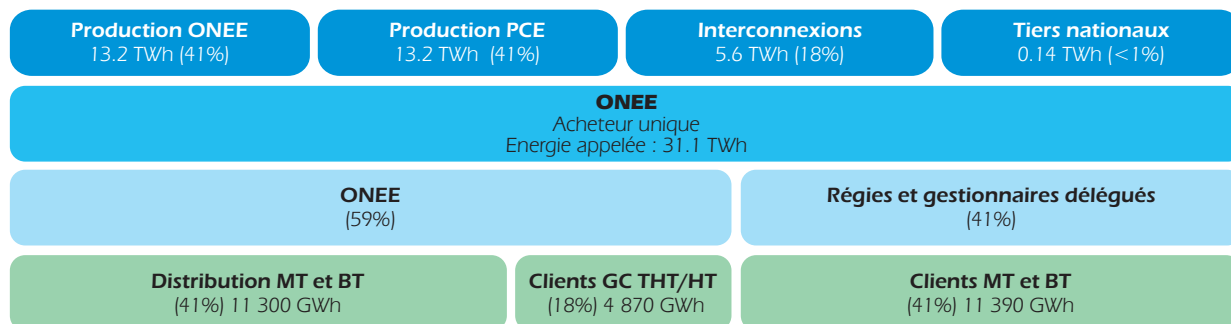 Production ONEE
13.2 TWh (41%)
Production PCE
13.2 TWh (41%)
Interconnexions
5.6 TWh (18%)
Tiers nationaux
0.14 TWh (<1%)
ONEE
Acheteur unique
Energie appelée : 31.1 TWh
ONEE
(59%)
Régies et gestionnaires délégués
(41%)
Distribution MT et BT
(41%) 11 300 GWh
Clients GC THT/HT
(18%) 4 870 GWh
Clients MT et BT
(41%) 11 390 GWh